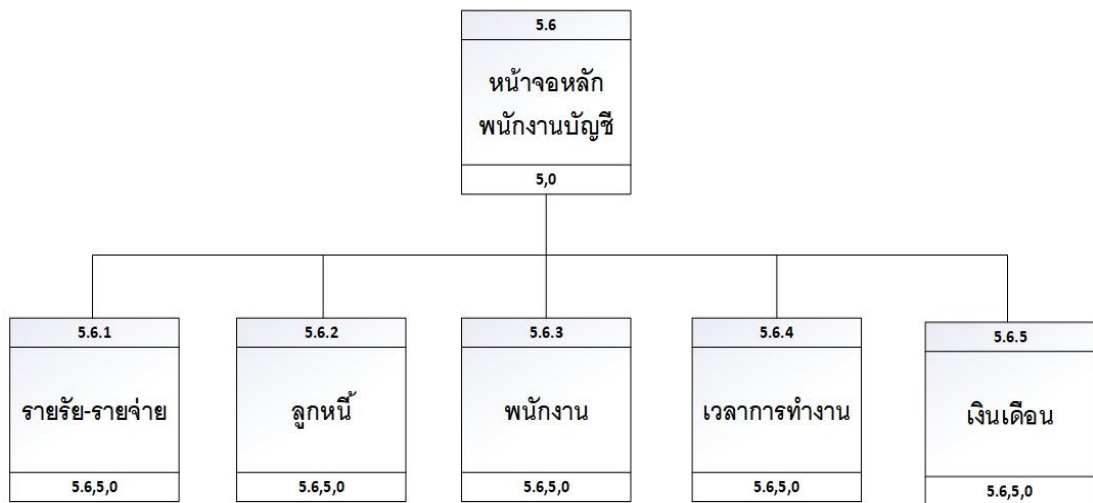 5.6
หน้าจอหลัก
พนักงานบัญชี
5,0
5.6.1
5.6.2
5.6.3
5.6.4
5.6.5
รายรัย-รายจ่าย
ลูกหนี้
พนักงาน
เวลาการทำงาน
เงินเดือน
5.6,5,0
5.6,5,0
5.6,5,0
5.6,5,0
5.6,5,0